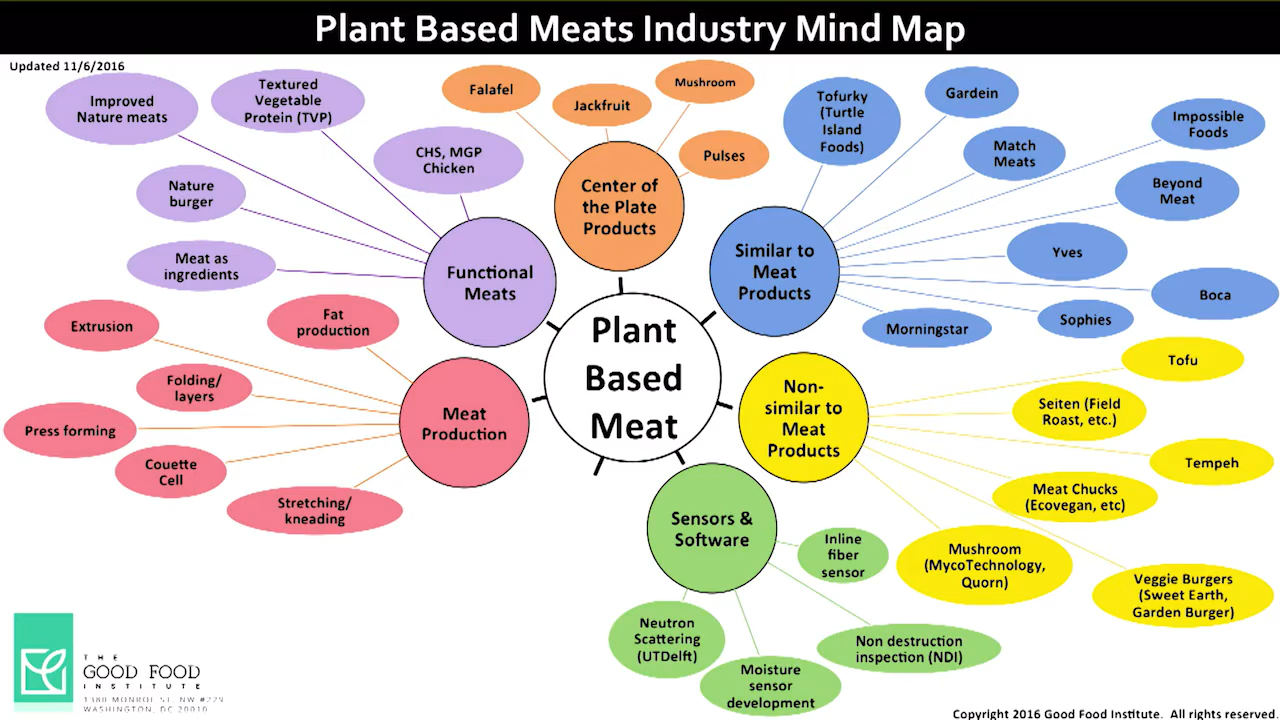 Plant Based Meats Industry Mind Map
Updated 11/6/2016
Improved
Nature meats
Textured
Vegetable
Protein (TVP)
CHS, MGP
Chicken
Nature
burger
Meat as
ingredients
Functional
Meats
Falafel
Jackfruit
Mushroom
Pulses
Center of
the Plate
Products
Tofurky
(Turtle
Island
Foods)
Gardein
Match
Meats
Impossible
Foods
Beyond
Meat
Yves
Boca
Sophies
Morningstar
Similar to
Meat
Products
Plant
Based
Meat
Extrusion
Fat
production
Folding/
layers
Press forming
Couette
Cell
Stretching/
kneading
Meat
Production
Non-
similar to
Meat
Products
Tofu
Seiten (Field
Roast, etc.)
Tempeh
Meat Chucks
(Ecovegan, etc)
Mushroom
(MycoTechnology,
Quorn)
Veggie Burgers
(Sweet Earth,
Garden Burger)
Sensors &
Software
Inline
fiber
sensor
Neutron
Scattering
(UTDelft)
Moisture
sensor
development
Non destruction
inspection (NDI)
THE
GOOD FOOD
INSTITUTE
1380 MONROE ST. NW #229
WASHINGTON, DC 20010
Copyright 2016 Good Food Institute. All rights reserved.